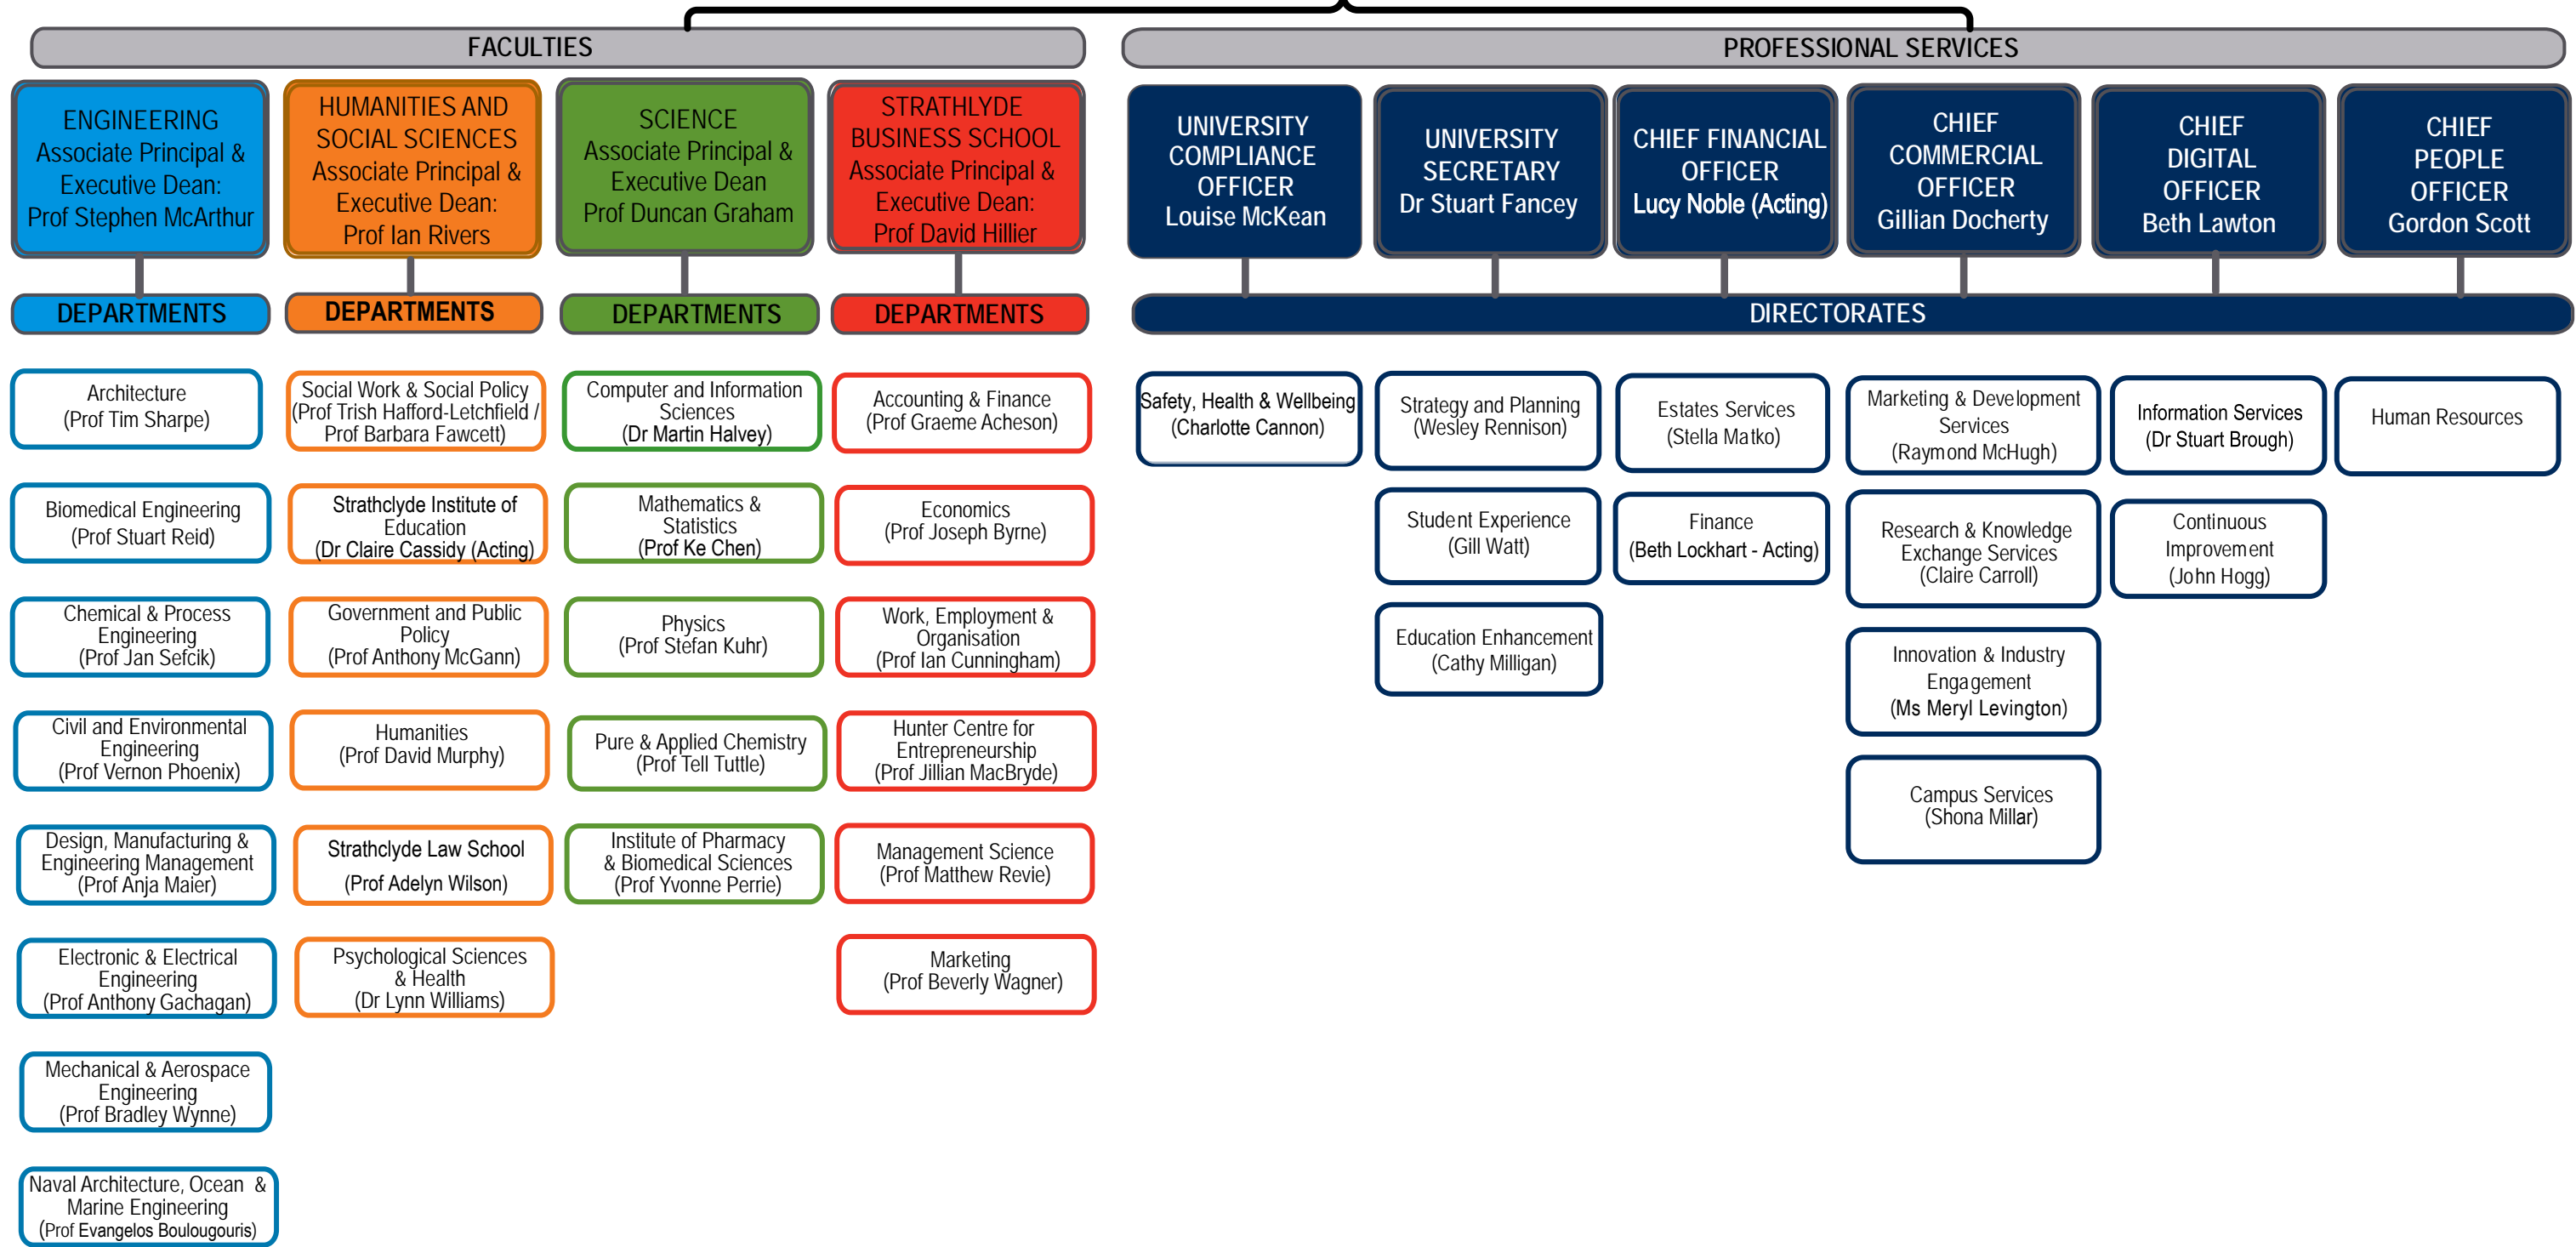 FACULTIES
PROFESSIONAL SERVICES
ENGINEERING
Associate Principal &
Executive Dean:
Prof Stephen McArthur
HUMANITIES AND
SOCIAL SCIENCES
Associate Principal &
Executive Dean:
Prof Ian Rivers
SCIENCE
Associate Principal &
Executive Dean
Prof Duncan Graham
STRATHLYDE
BUSINESS SCHOOL
Associate Principal &
Executive Dean:
Prof David Hillier
UNIVERSITY
COMPLIANCE
OFFICER
Louise McKean
UNIVERSITY
SECRETARY
Dr Stuart Fancey
CHIEF FINANCIAL
OFFICER
Lucy Noble (Acting)
CHIEF
COMMERCIAL
OFFICER
Gillian Docherty
CHIEF
DIGITAL
OFFICER
Beth Lawton
CHIEF
PEOPLE
OFFICER
Gordon Scott
DEPARTMENTS
DEPARTMENTS
DEPARTMENTS
DEPARTMENTS
DIRECTORATES
Architecture
(Prof Tim Sharpe)
Biomedical Engineering
(Prof Stuart Reid)
Chemical & Process
Engineering
(Prof Jan Sefcik)
Civil and Environmental
Engineering
(Prof Vernon Phoenix)
Design, Manufacturing &
Engineering Management
(Prof Anja Maier)
Electronic & Electrical
Engineering
(Prof Anthony Gachagan)
Mechanical & Aerospace
Engineering
(Prof Bradley Wynne)
Naval Architecture, Ocean &
Marine Engineering
(Prof Evangelos Boulougouris)
Social Work & Social Policy
(Prof Trish Hafford-Letchfield /
Prof Barbara Fawcett)
Strathclyde Institute of
Education
(Dr Claire Cassidy (Acting)
Government and Public
Policy
(Prof Anthony McGann)
Humanities
(Prof David Murphy)
Strathclyde Law School
(Prof Adelyn Wilson)
Psychological Sciences
& Health
(Dr Lynn Williams)
Computer and Information
Sciences
(Dr Martin Halvey)
Mathematics &
Statistics
(Prof Ke Chen)
Physics
(Prof Stefan Kuhr)
Pure & Applied Chemistry
(Prof Tell Tuttle)
Institute of Pharmacy
& Biomedical Sciences
(Prof Yvonne Perrie)
Accounting & Finance
(Prof Graeme Acheson)
Economics
(Prof Joseph Byrne)
Work, Employment &
Organisation
(Prof Ian Cunningham)
Hunter Centre for
Entrepreneurship
(Prof Jillian MacBryde)
Management Science
(Prof Matthew Revie)
Marketing
(Prof Beverly Wagner)
Safety, Health & Wellbeing
(Charlotte Cannon)
Strategy and Planning
(Wesley Rennison)
Student Experience
(Gill Watt)
Education Enhancement
(Cathy Milligan)
Estates Services
(Stella Matko)
Finance
(Beth Lockhart - Acting)
Marketing & Development
Services
(Raymond McHugh)
Research & Knowledge
Exchange Services
(Claire Carroll)
Innovation & Industry
Engagement
(Ms Meryl Levington)
Campus Services
(Shona Millar)
Information Services
(Dr Stuart Brough)
Continuous
Improvement
(John Hogg)
Human Resources